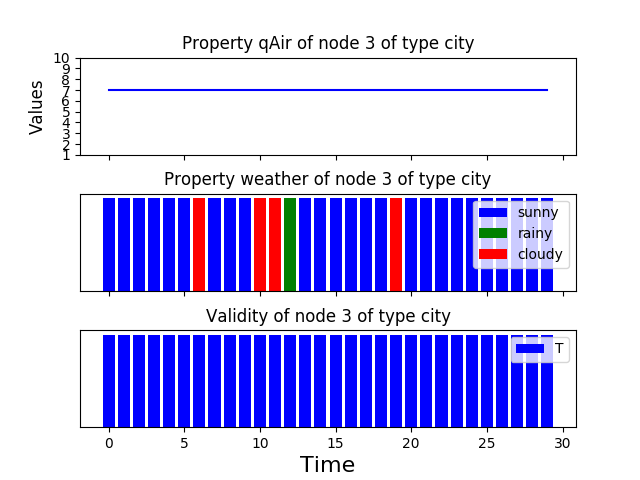 Property qAir of node 3 of type city
10
9
8
7
6
5
4
3
2
1
Values
Property weather of node 3 of type city
sunny
rainy
cloudy
Validity of node 3 of type city
T
0 5 10 15 20 25 30
Time